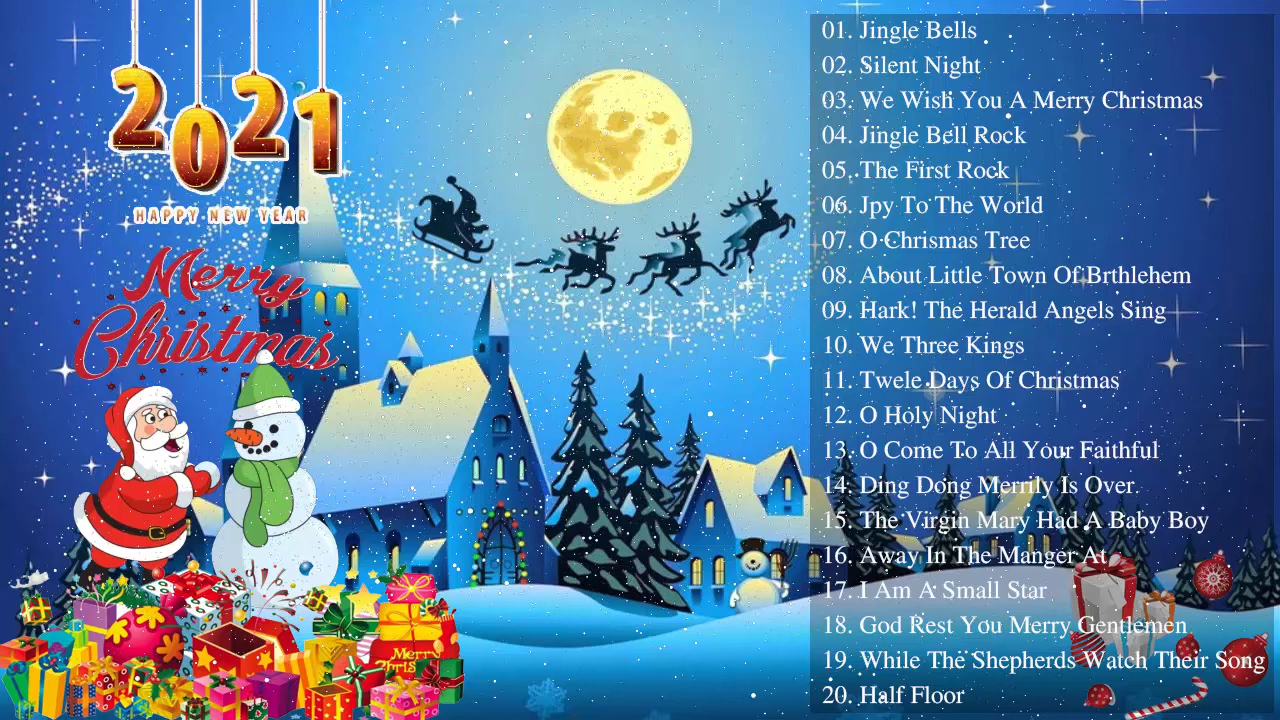 2021
HAPPY NEW YEAR
Merry
Christmas
Merry
01. Jingle Bells
02. Silent Night
03. We Wish You A Merry Christmas
04. Jingle Bell Rock
05. The First Rock
06. Jpy To The World
07. O Chrismas Tree
08. About Little Town Of Brthlehem
09. Hark! The Herald Angels Sing
10. We Three Kings
11. Twele Days Of Christmas
12. O Holy Night
13. O Come To All Your Faithful
14. Ding Dong Merrily Is Over
15. The Virgin Mary Had A Baby Boy
16. Away In The Manger At
17. I Am A Small Star
18. God Rest You Merry Gentlemen
19. While The Shepherds Watch Their Song
20. Half Floor